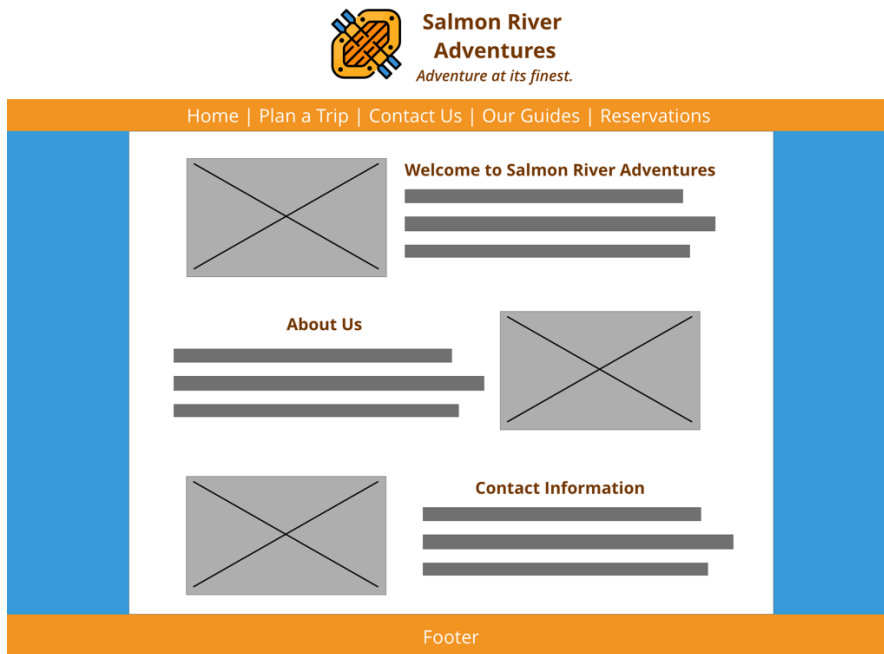 Salmon River
Adventures
Adventure at its finest.
Home | Plan a Trip | Contact Us | Our Guides | Reservations
Welcome to Salmon River Adventures
About Us
Contact Information
Footer